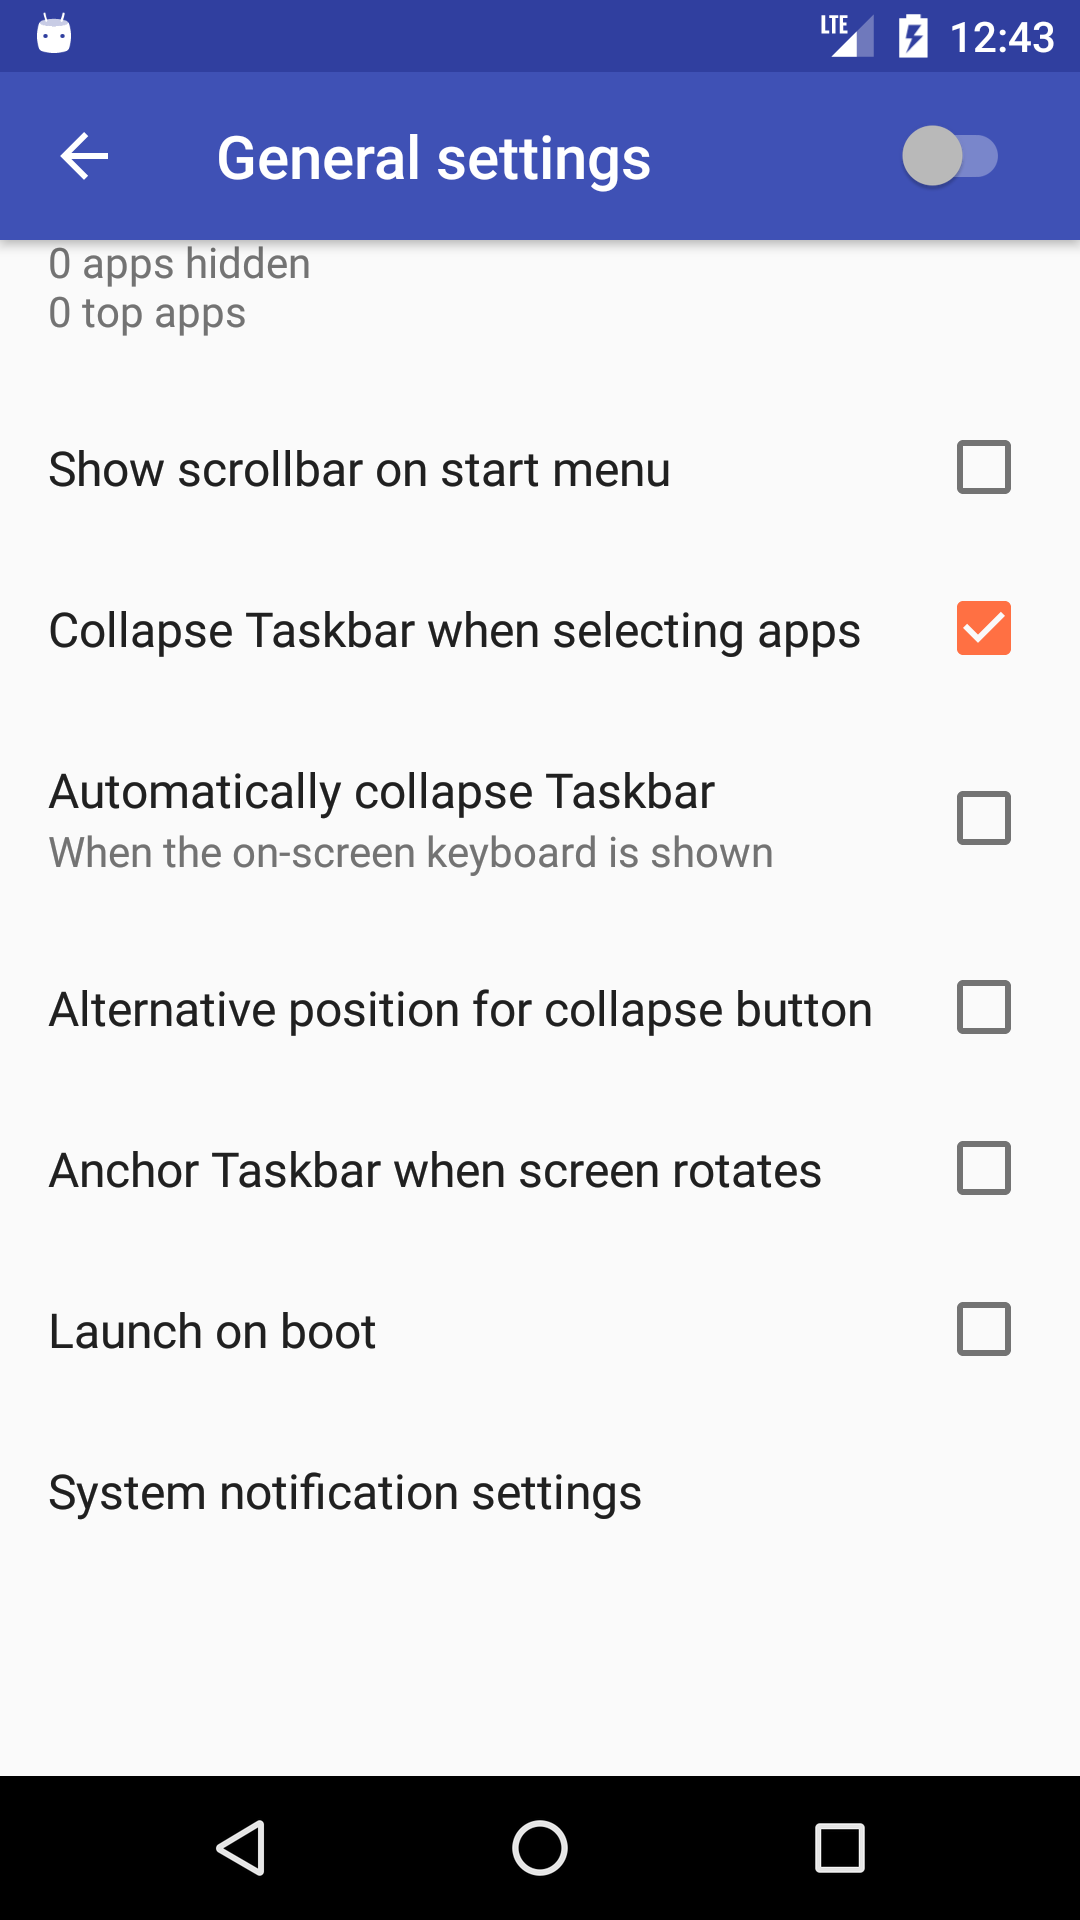 LTE 12:43
General settings
0 apps hidden
0 top apps
Show scrollbar on start menu
Collapse Taskbar when selecting apps
Automatically collapse Taskbar
When the on-screen keyboard is shown
Alternative position for collapse button
Anchor Taskbar when screen rotates
Launch on boot
System notification settings